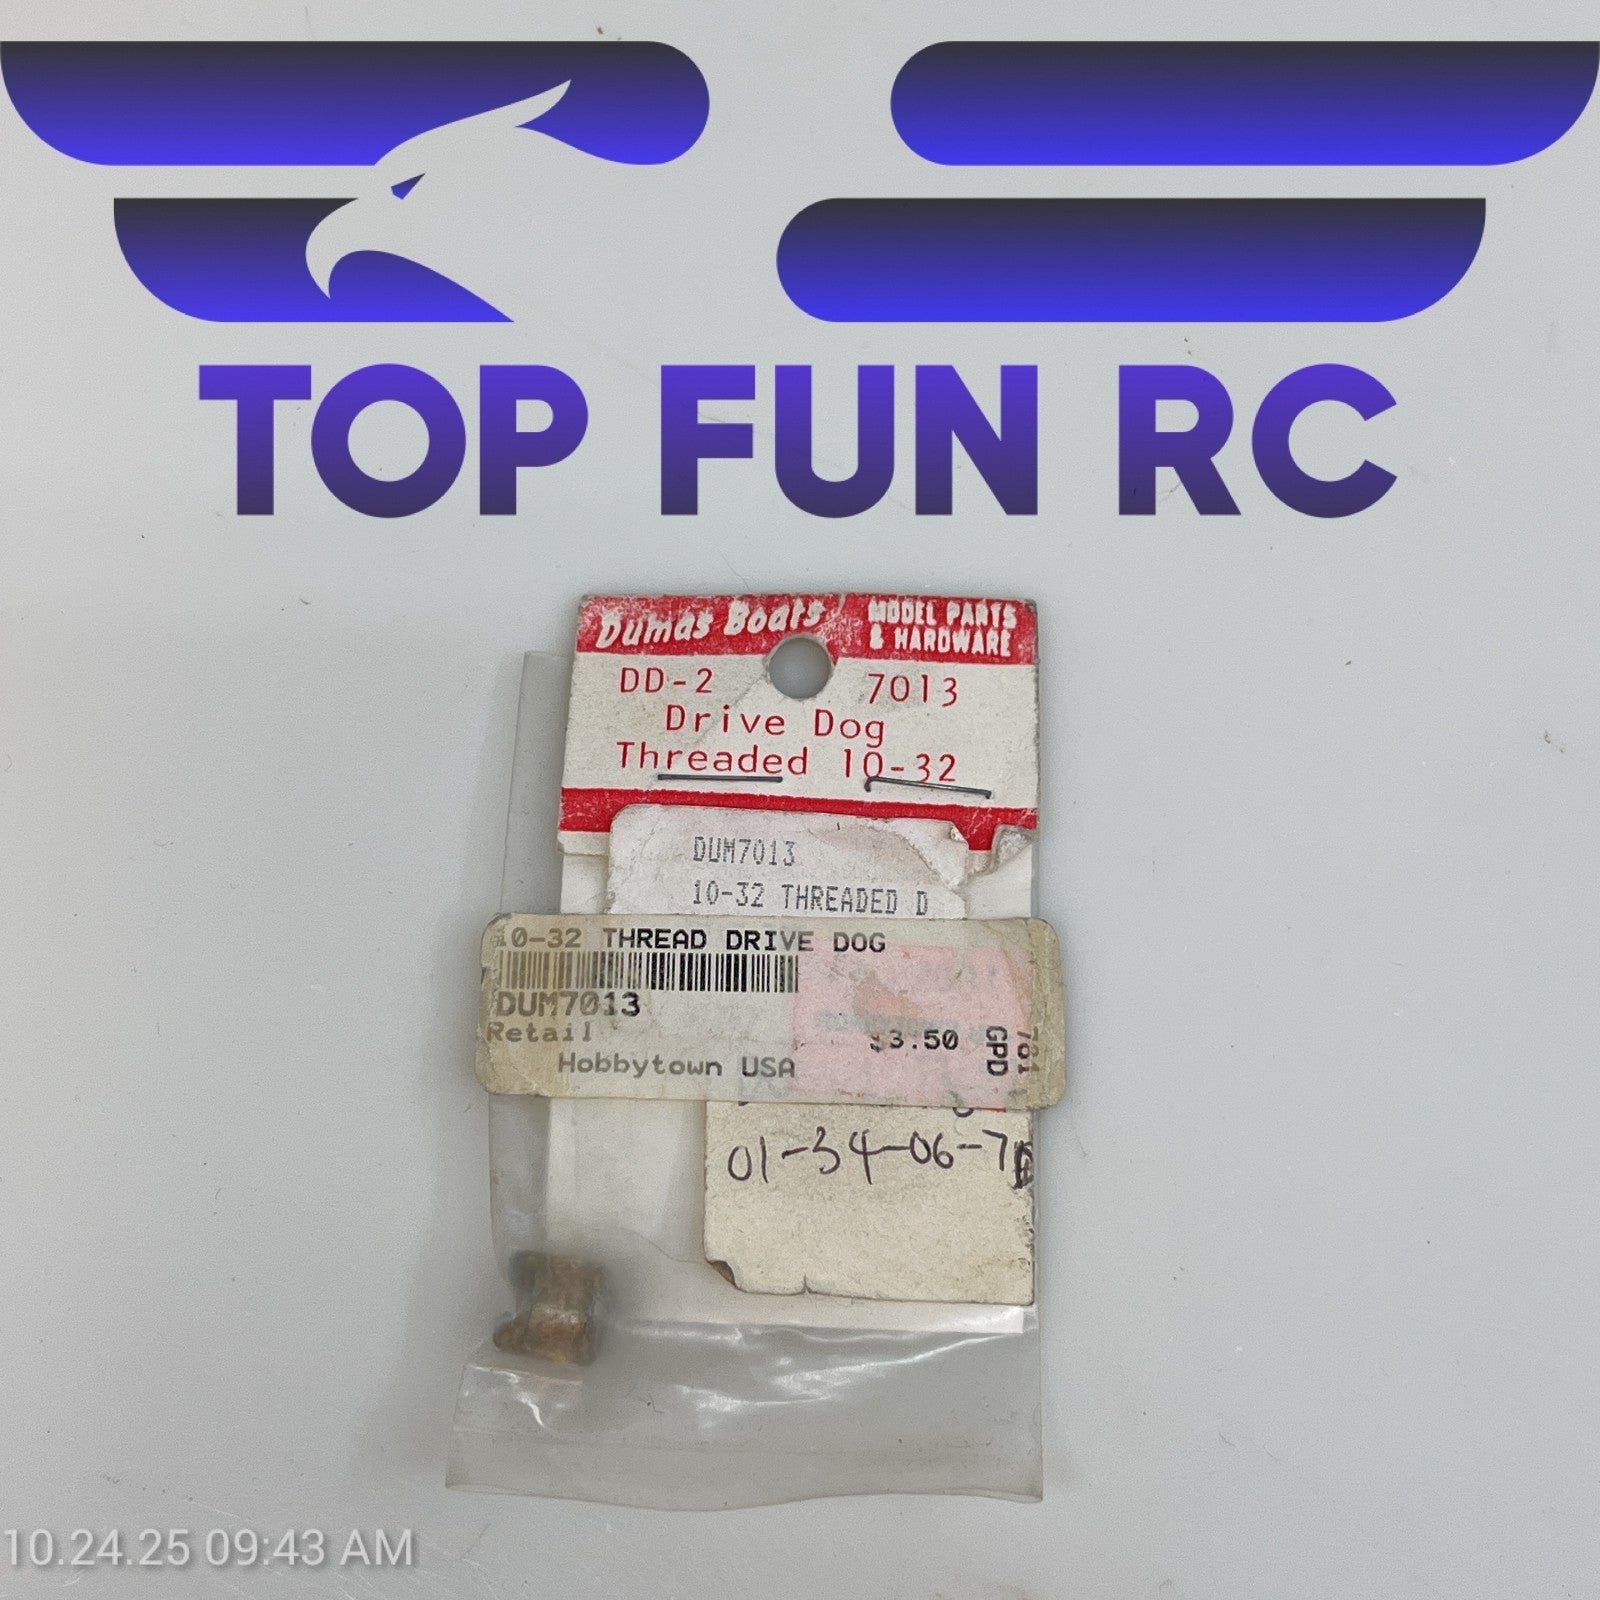 TOP FUN RC
Dumas Boats
MODEL PARTS
& HARDWARE
DD-2 7013
Drive Dog
Threaded 10-32
DUM7013
10-32 THREADED D
10-32 THREAD DRIVE DOG
DUM7013
Retail $3.50
Hobbytown USA
GPD
701
01-34-06-7
10.24.25 09:43 AM